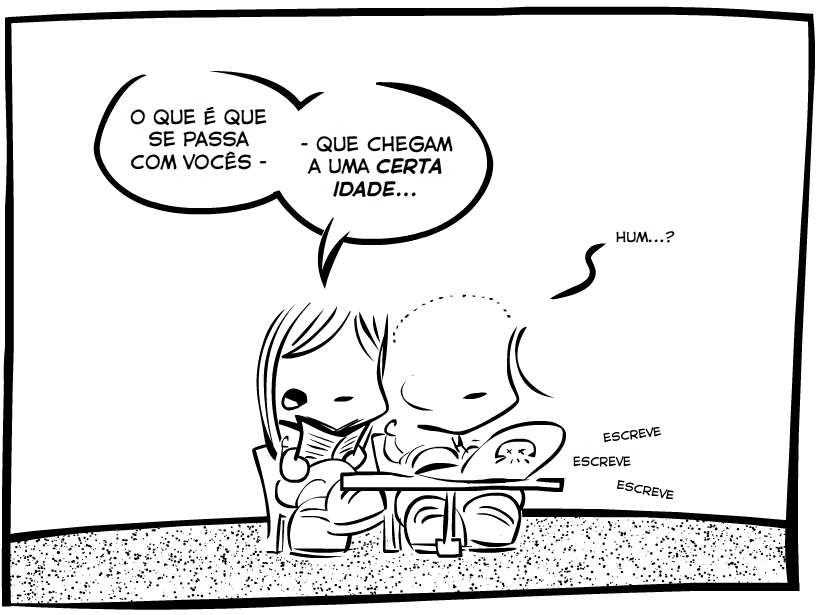 O QUE É QUE
SE PASSA
COM VOCÊS -
- QUE CHEGAM
A UMA CERTA
IDADE...
HUM...?
ESCREVE
ESCREVE
ESCREVE